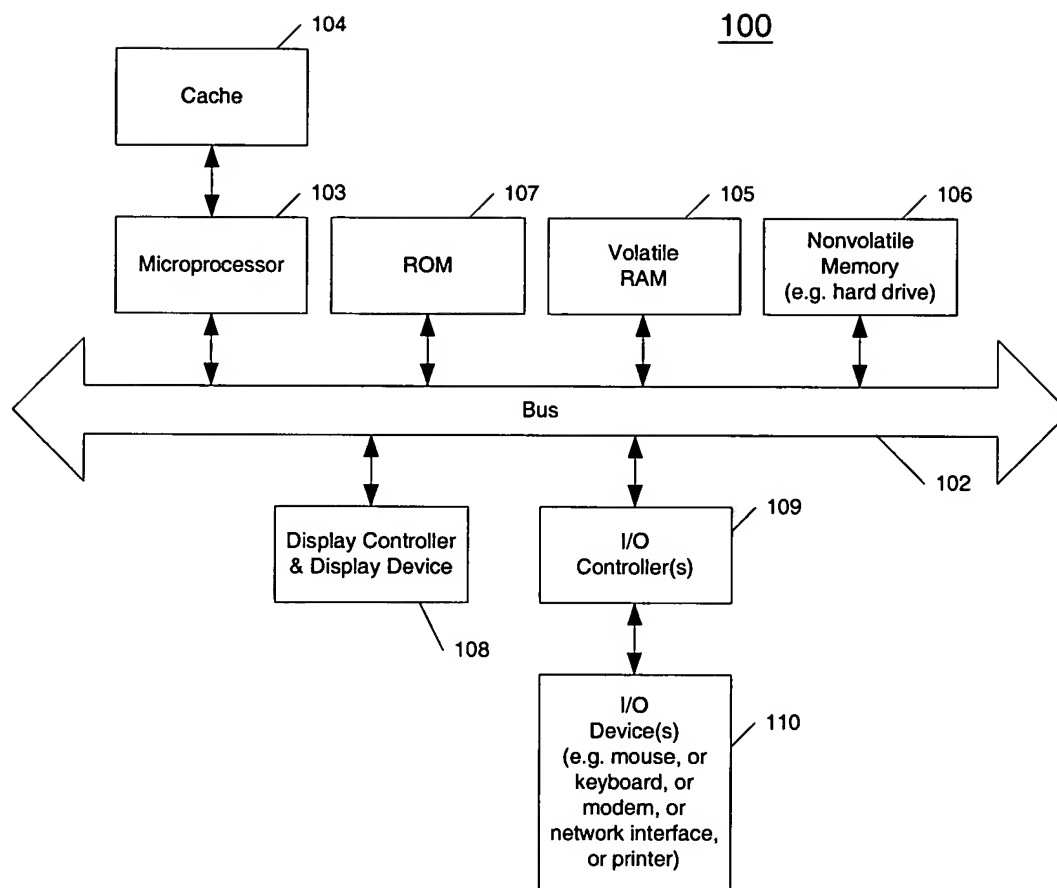 100
104
Cache
103
Microprocessor
107
ROM
105
Volatile
RAM
106
Nonvolatile
Memory
(e.g. hard drive)
Bus
102
Display Controller
& Display Device
108
109
I/O
Controller(s)
110
I/O
Device(s)
(e.g. mouse, or
keyboard, or
modem, or
network interface,
or printer)